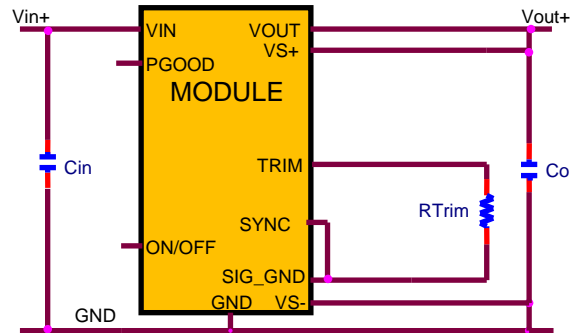 Vin+
Vout+
VIN
VOUT
VS+
PGOOD
MODULE
Cin
TRIM
Co
RTrim
SYNC
ON/OFF
SIG_GND
GND
VS-
GND